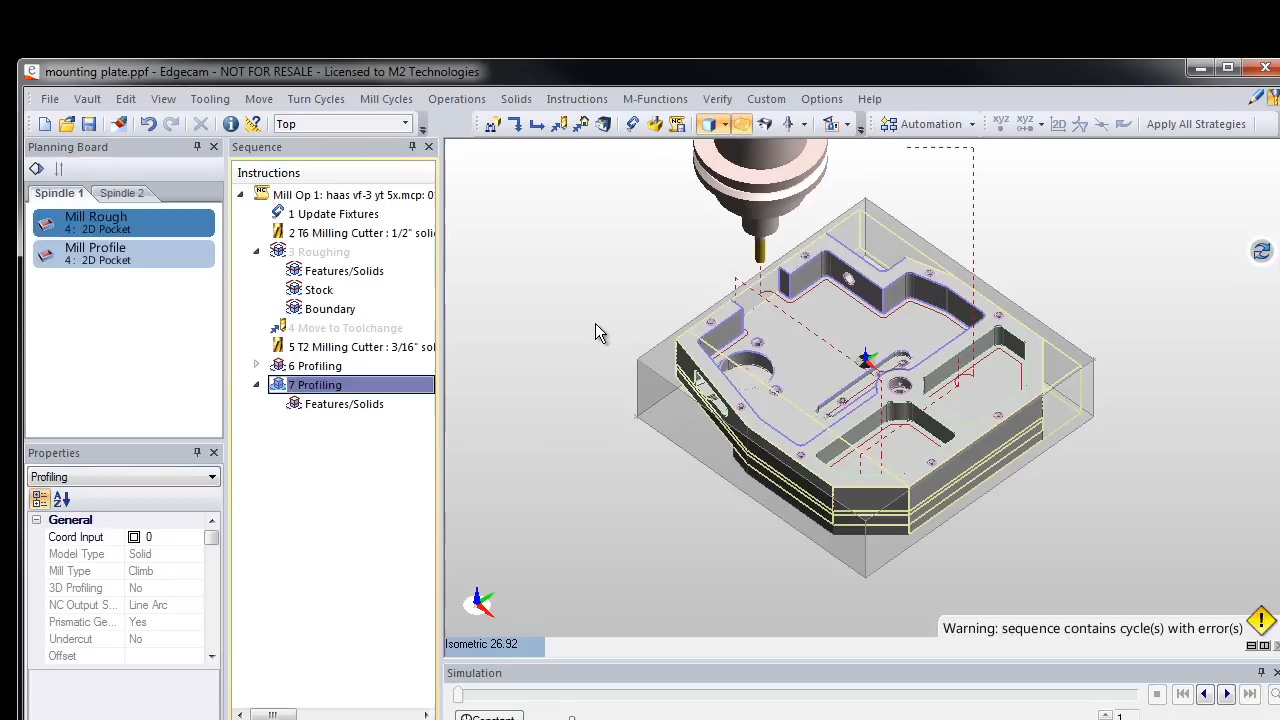 mounting plate.ppf - Edgecam - NOT FOR RESALE - Licensed to M2 Technologies
File Vault Edit View Tooling Move Turn Cycles Mill Cycles Operations Solids Instructions M-Functions Verify Custom Options Help
Top
Automation
Apply All Strategies
Planning Board
Spindle 1 Spindle 2
Mill Rough
4: 2D Pocket
Mill Profile
4: 2D Pocket
Properties
Profiling
General
Coord Input 0
Model Type Solid
Mill Type Climb
3D Profiling No
NC Output S... Line Arc
Prismatic Ge... Yes
Undercut No
Offset
Sequence
Instructions
Mill Op 1: haas vf-3 yt 5x.mcp: 0
1 Update Fixtures
2 T6 Milling Cutter : 1/2" soli
3 Roughing
Features/Solids
Stock
Boundary
4 Move to Toolchange
5 T2 Milling Cutter : 3/16" sol
6 Profiling
7 Profiling
Features/Solids
Warning: sequence contains cycle(s) with error(s)
Isometric 26.92
Simulation
Constant
1